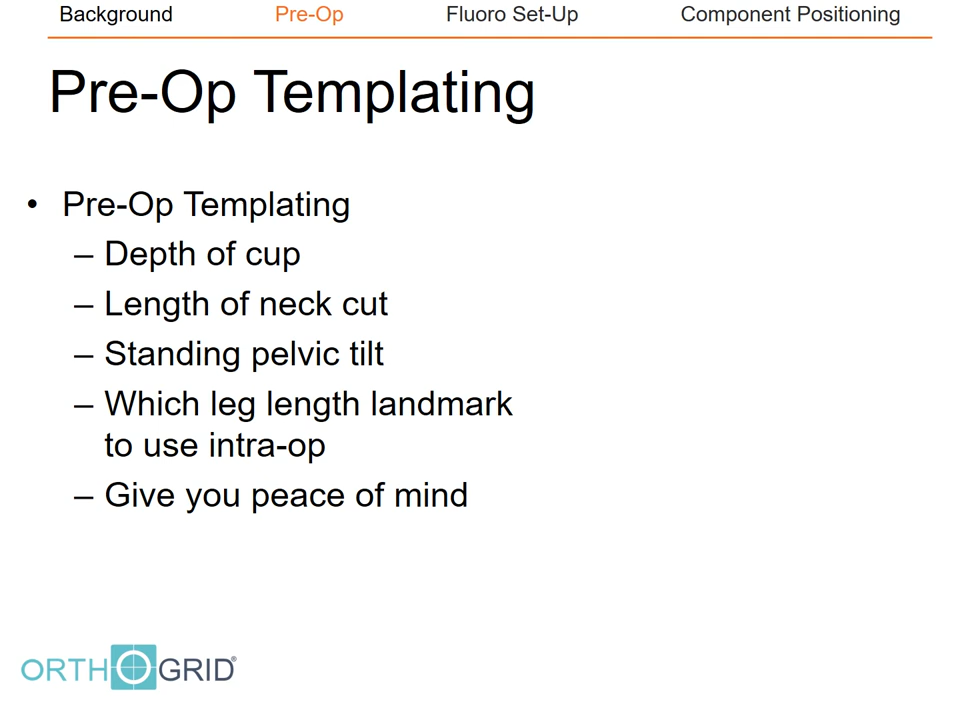 Background Pre-Op Fluoro Set-Up Component Positioning
Pre-Op Templating
• Pre-Op Templating
– Depth of cup
– Length of neck cut
– Standing pelvic tilt
– Which leg length landmark
to use intra-op
– Give you peace of mind
ORTHOGRID®